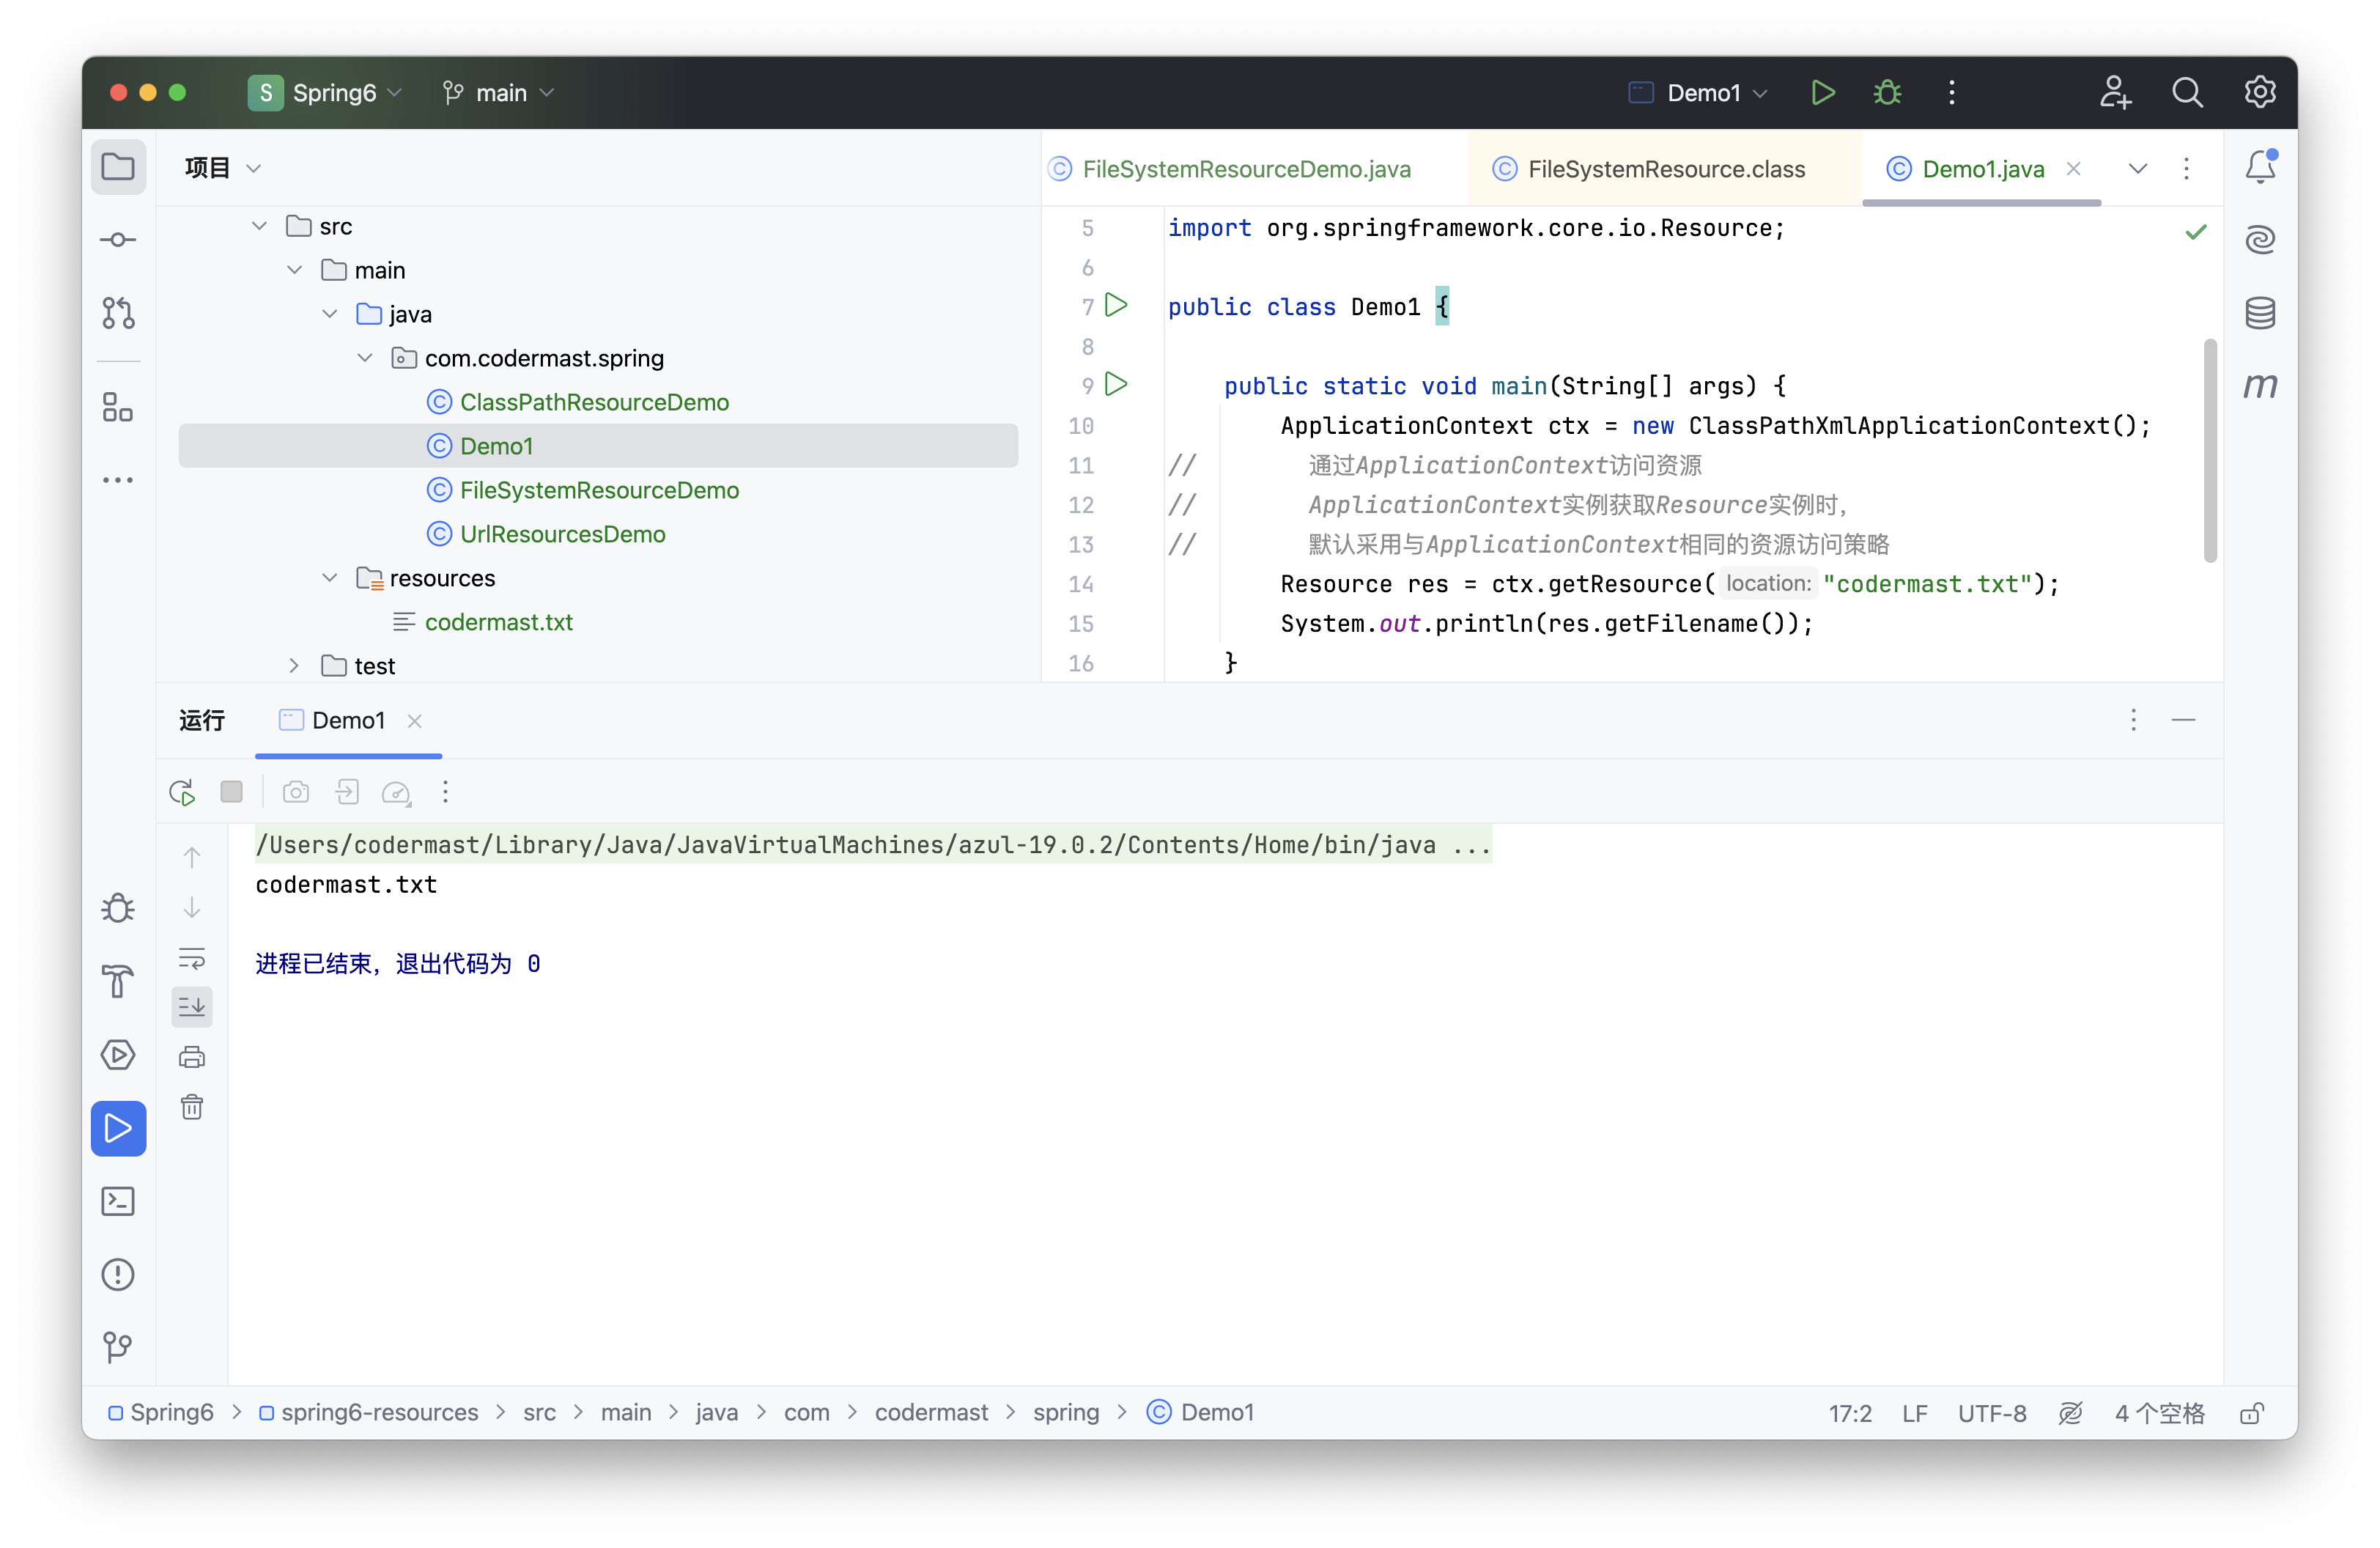 S Spring6 main Demo1
项目
FileSystemResourceDemo.java FileSystemResource.class Demo1.java
src
main
java
com.codermast.spring
ClassPathResourceDemo
Demo1
FileSystemResourceDemo
UrlResourcesDemo
resources
codermast.txt
test
5 import org.springframework.core.io.Resource;
6
7 public class Demo1 {
8
9 public static void main(String[] args) {
10 ApplicationContext ctx = new ClassPathXmlApplicationContext();
11 // 通过ApplicationContext访问资源
12 // ApplicationContext实例获取Resource实例时,
13 // 默认采用与ApplicationContext相同的资源访问策略
14 Resource res = ctx.getResource( location: "codermast.txt");
15 System.out.println(res.getFilename());
16 }
m
运行 Demo1
/Users/codermast/Library/Java/JavaVirtualMachines/azul-19.0.2/Contents/Home/bin/java ...
codermast.txt
进程已结束，退出代码为 0
Spring6 > spring6-resources > src > main > java > com > codermast > spring > Demo1 17:2 LF UTF-8 4 个空格